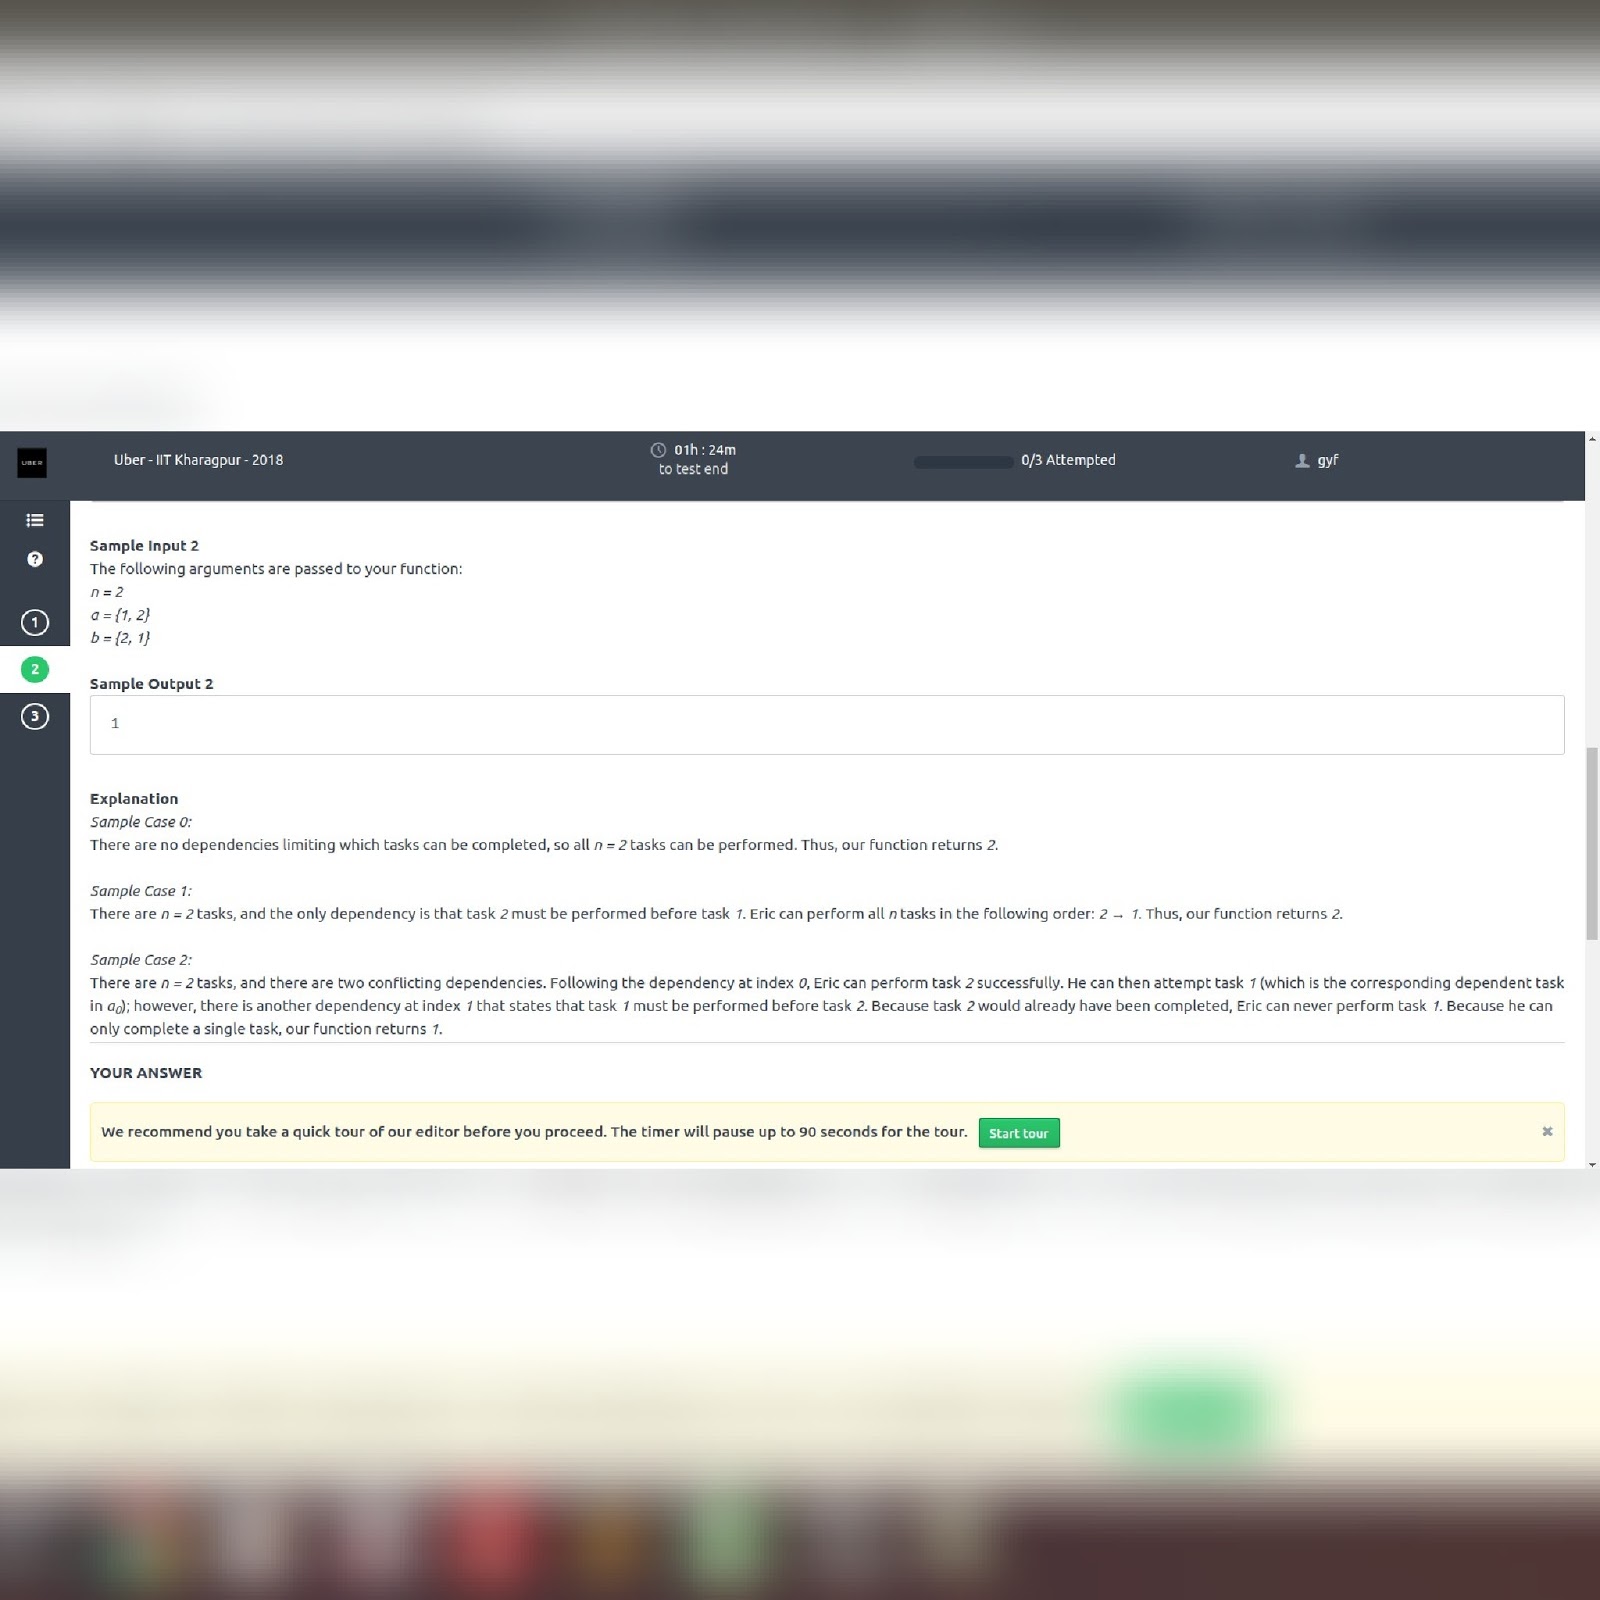 UBER
Uber - IIT Kharagpur - 2018
01h : 24m
to test end
0/3 Attempted
gyf
?
1
2
3
Sample Input 2
The following arguments are passed to your function:
n = 2
a = {1, 2}
b = {2, 1}
Sample Output 2
1
Explanation
Sample Case 0:
There are no dependencies limiting which tasks can be completed, so all n = 2 tasks can be performed. Thus, our function returns 2.
Sample Case 1:
There are n = 2 tasks, and the only dependency is that task 2 must be performed before task 1. Eric can perform all n tasks in the following order: 2 → 1. Thus, our function returns 2.
Sample Case 2:
There are n = 2 tasks, and there are two conflicting dependencies. Following the dependency at index 0, Eric can perform task 2 successfully. He can then attempt task 1 (which is the corresponding dependent task
in a0); however, there is another dependency at index 1 that states that task 1 must be performed before task 2. Because task 2 would already have been completed, Eric can never perform task 1. Because he can
only complete a single task, our function returns 1.
YOUR ANSWER
We recommend you take a quick tour of our editor before you proceed. The timer will pause up to 90 seconds for the tour. Start tour